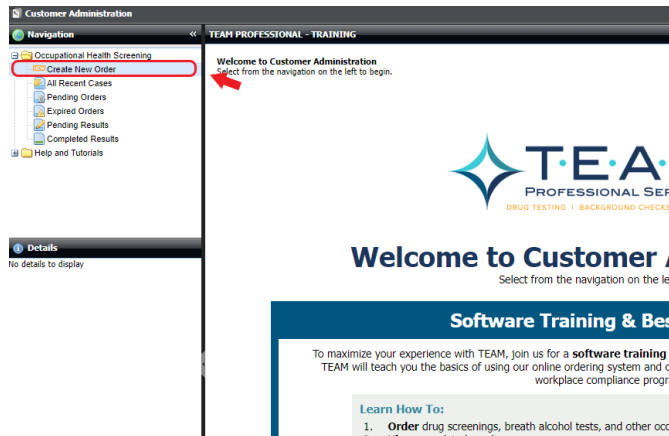 Customer Administration
Navigation
TEAM PROFESSIONAL - TRAINING
Occupational Health Screening
Create New Order
All Recent Cases
Pending Orders
Expired Orders
Pending Results
Completed Results
Help and Tutorials
Details
No details to display
Welcome to Customer Administration
Select from the navigation on the left to begin.
T·E·A·
PROFESSIONAL SER
DRUG TESTING | BACKGROUND CHECKS
Welcome to Customer A
Select from the navigation on the le
Software Training & Bes
To maximize your experience with TEAM, join us for a software training
TEAM will teach you the basics of using our online ordering system and o
workplace compliance progr
Learn How To:
1. Order drug screenings, breath alcohol tests, and other occ